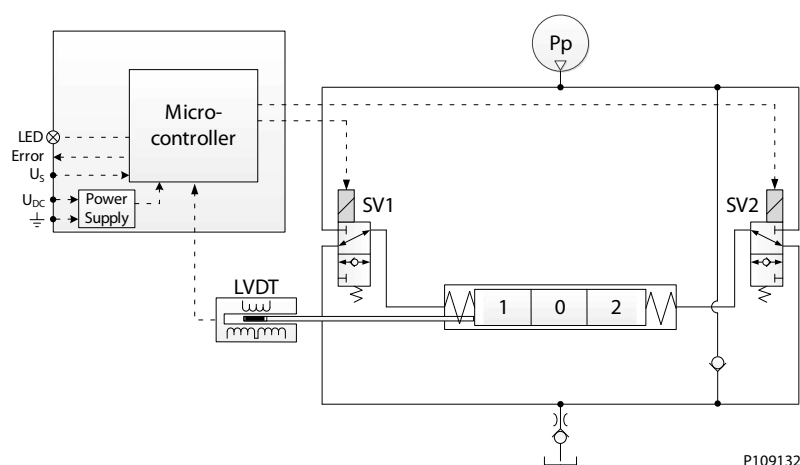 Pp
Micro-
controller
LED
Error
US
UDC
Power
Supply
SV1
SV2
LVDT
1 0 2
P109132